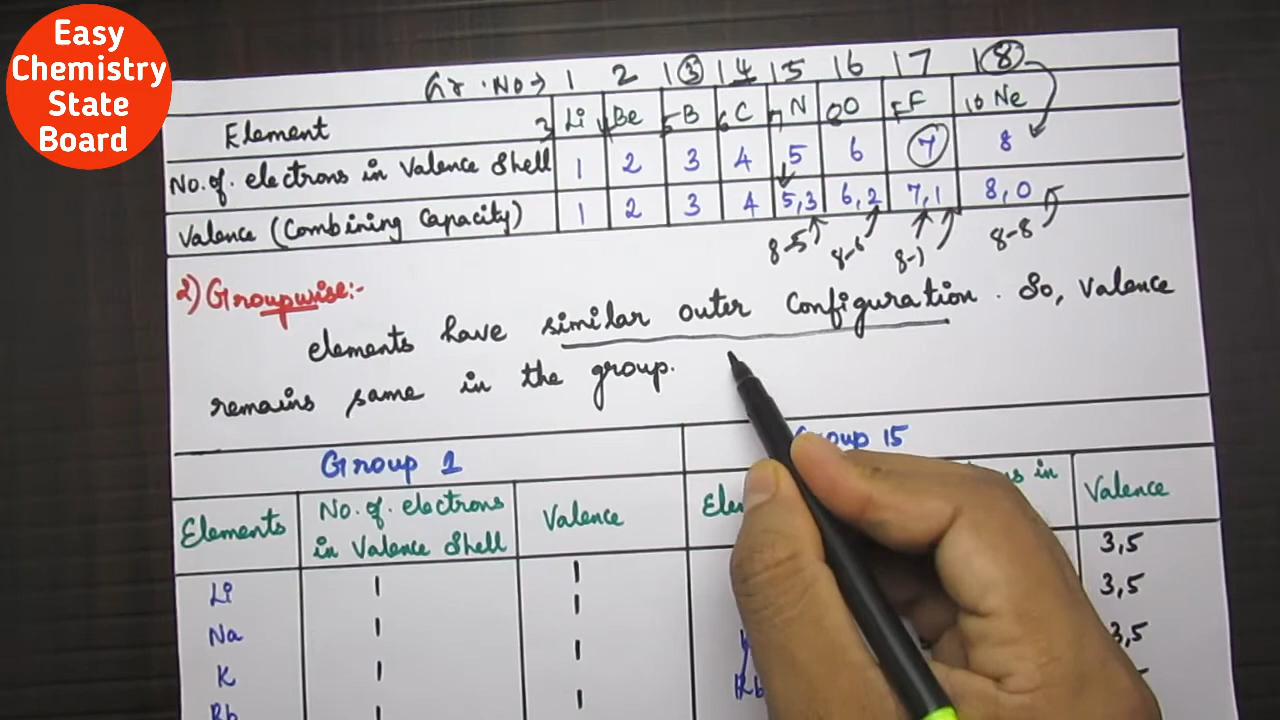 Easy
Chemistry
State
Board
Gr. No → 1 2 13 14 15 16 17 18
Element 3 Li 4 Be 5 B 6 C 7 N 8 O F 10 Ne
No. of. electrons in Valence Shell 1 2 3 4 5 6 7 8
Valence (Combining Capacity) 1 2 3 4 5,3 6,2 7,1 8,0
8-5 8-6 8-1 8-8
2) Groupwise:-
elements have similar outer configuration. So, valence
remains same in the group.
Group 1 Group 15
Elements No. of. electrons in Valence Shell Valence in Valence
Li 1 1 3,5
Na 1 1 3,5
K 1 1 3,5
Rb 1